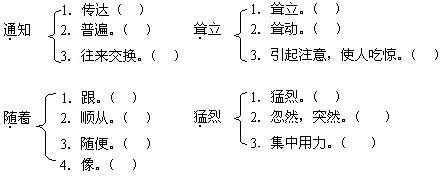 通知
1. 传达（ ）
2. 普遍。（ ）
3. 往来交换。（ ）
耸立
1. 耸立。（ ）
2. 耸动。（ ）
3. 引起注意，使人吃惊。（ ）
随着
1. 跟。（ ）
2. 顺从。（ ）
3. 随便。（ ）
4. 像。（ ）
猛烈
1. 猛烈。（ ）
2. 忽然，突然。（ ）
3. 集中用力。（ ）